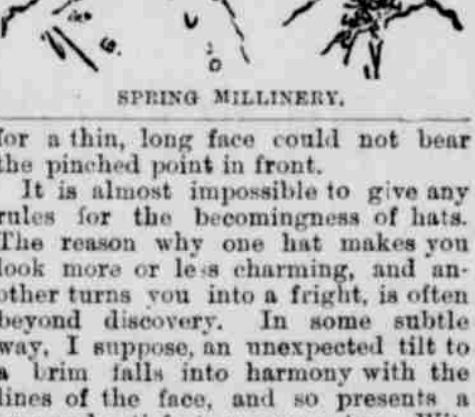 SPRING MILLINERY.
for a thin, long face could not bear
the pinched point in front.
It is almost impossible to give any
rules for the becomingness of hats.
The reason why one hat makes you
look more or less charming, and an-
other turns you into a fright, is often
beyond discovery. In some subtle
way, I suppose, an unexpected tilt to
a brim falls into harmony with the
lines of the face, and so presents a